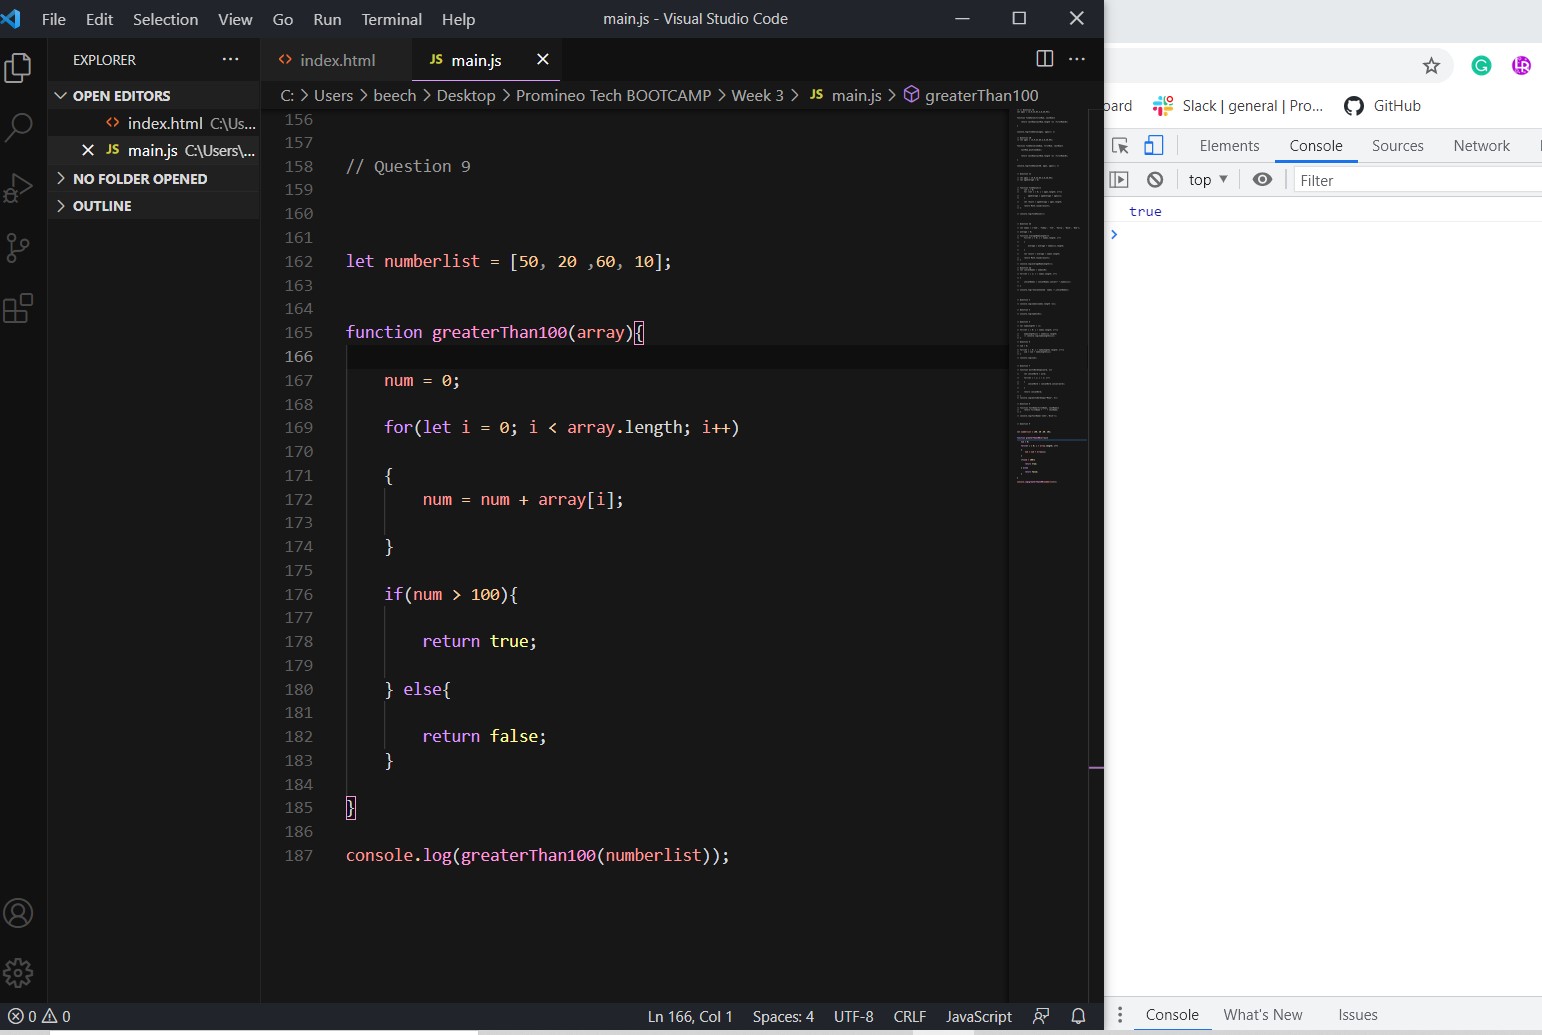 File Edit Selection View Go Run Terminal Help main.js - Visual Studio Code
EXPLORER
OPEN EDITORS
index.html C:\Us...
main.js C:\Users\...
NO FOLDER OPENED
OUTLINE
index.html
JS main.js
C: > Users > beech > Desktop > Promineo Tech BOOTCAMP > Week 3 > JS main.js > greaterThan100
156
157
158 // Question 9
159
160
161
162 let numberlist = [50, 20 ,60, 10];
163
164
165 function greaterThan100(array){
166
167 num = 0;
168
169 for(let i = 0; i < array.length; i++)
170
171 {
172 num = num + array[i];
173
174 }
175
176 if(num > 100){
177
178 return true;
179
180 } else{
181
182 return false;
183 }
184
185 }
186
187 console.log(greaterThan100(numberlist));
0 0 Ln 166, Col 1 Spaces: 4 UTF-8 CRLF JavaScript
ard Slack | general | Pro... GitHub
Elements Console Sources Network
top Filter
true
Console What's New Issues